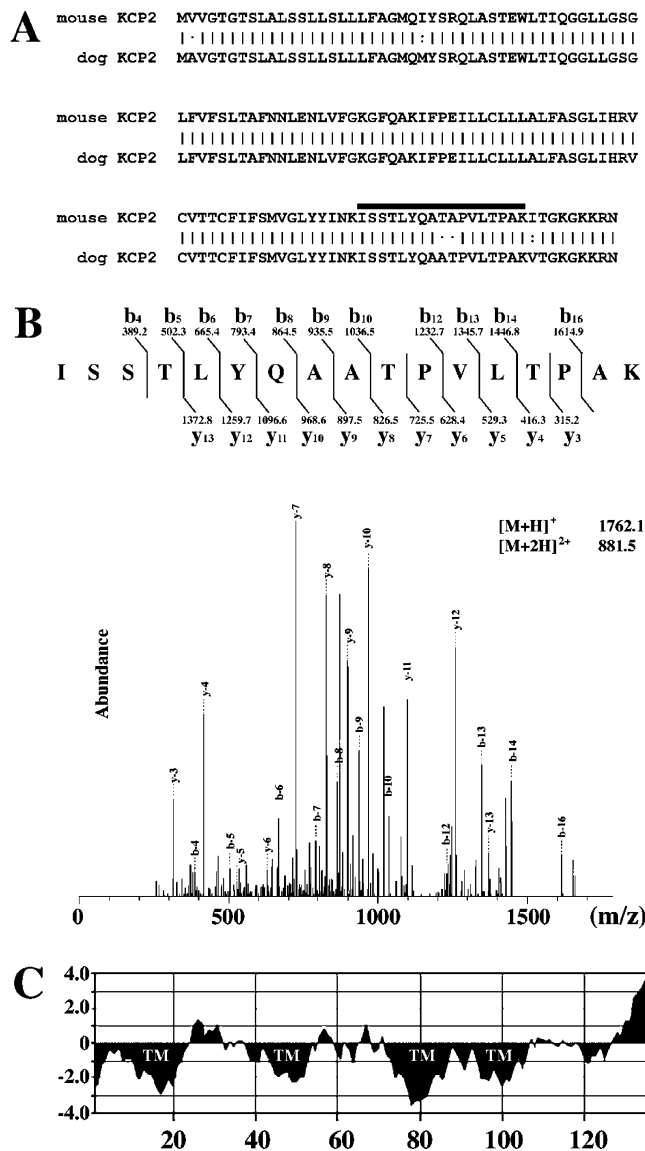 A
mouse KCP2 MVVGTGTSLALSSLLSLLLFAGMQIYSRQLASTEWLTIQGGLLGSG
dog KCP2 MAVGTGTSLALSSLLSLLLFAGMQMYSRQLASTEWLTIQGGLLGSG
mouse KCP2 LFVFSLTAFNNLENLVFGKGFQAKIFPEILLCLLLALFASGLIHRV
dog KCP2 LFVFSLTAFNNLENLVFGKGFQAKIFPEILLCLLLALFASGLIHRV
mouse KCP2 CVTTCFIFSMVGLYYINKISSTLYQATAPVLTPAKITGKGKKRN
dog KCP2 CVTTCFIFSMVGLYYINKISSTLYQAATPVLTPAKVTGKGKKRN
B
b4 b5 b6 b7 b8 b9 b10 b12 b13 b14 b16
389.2 502.3 665.4 793.4 864.5 935.5 1036.5 1232.7 1345.7 1446.8 1614.9
I S S T L Y Q A A T P V L T P A K
1372.8 1259.7 1096.6 968.6 897.5 826.5 725.5 628.4 529.3 416.3 315.2
y13 y12 y11 y10 y9 y8 y7 y6 y5 y4 y3
[M+H]+ 1762.1
[M+2H]2+ 881.5
Abundance
y-3
b-4
y-4
b-5
y-5
y-6
b-6
y-7
b-7
y-8
b-8
y-9
b-9
y-10
b-10
y-11
b-12
y-12
b-13
y-13
b-14
b-16
0 500 1000 1500 (m/z)
C
4.0
2.0
0
-2.0
-4.0
TM TM TM TM
20 40 60 80 100 120